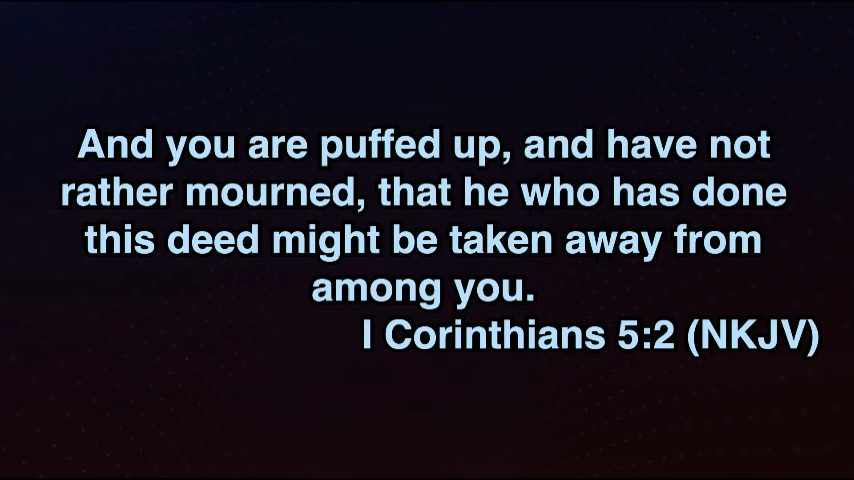 And you are puffed up, and have not
rather mourned, that he who has done
this deed might be taken away from
among you.
I Corinthians 5:2 (NKJV)